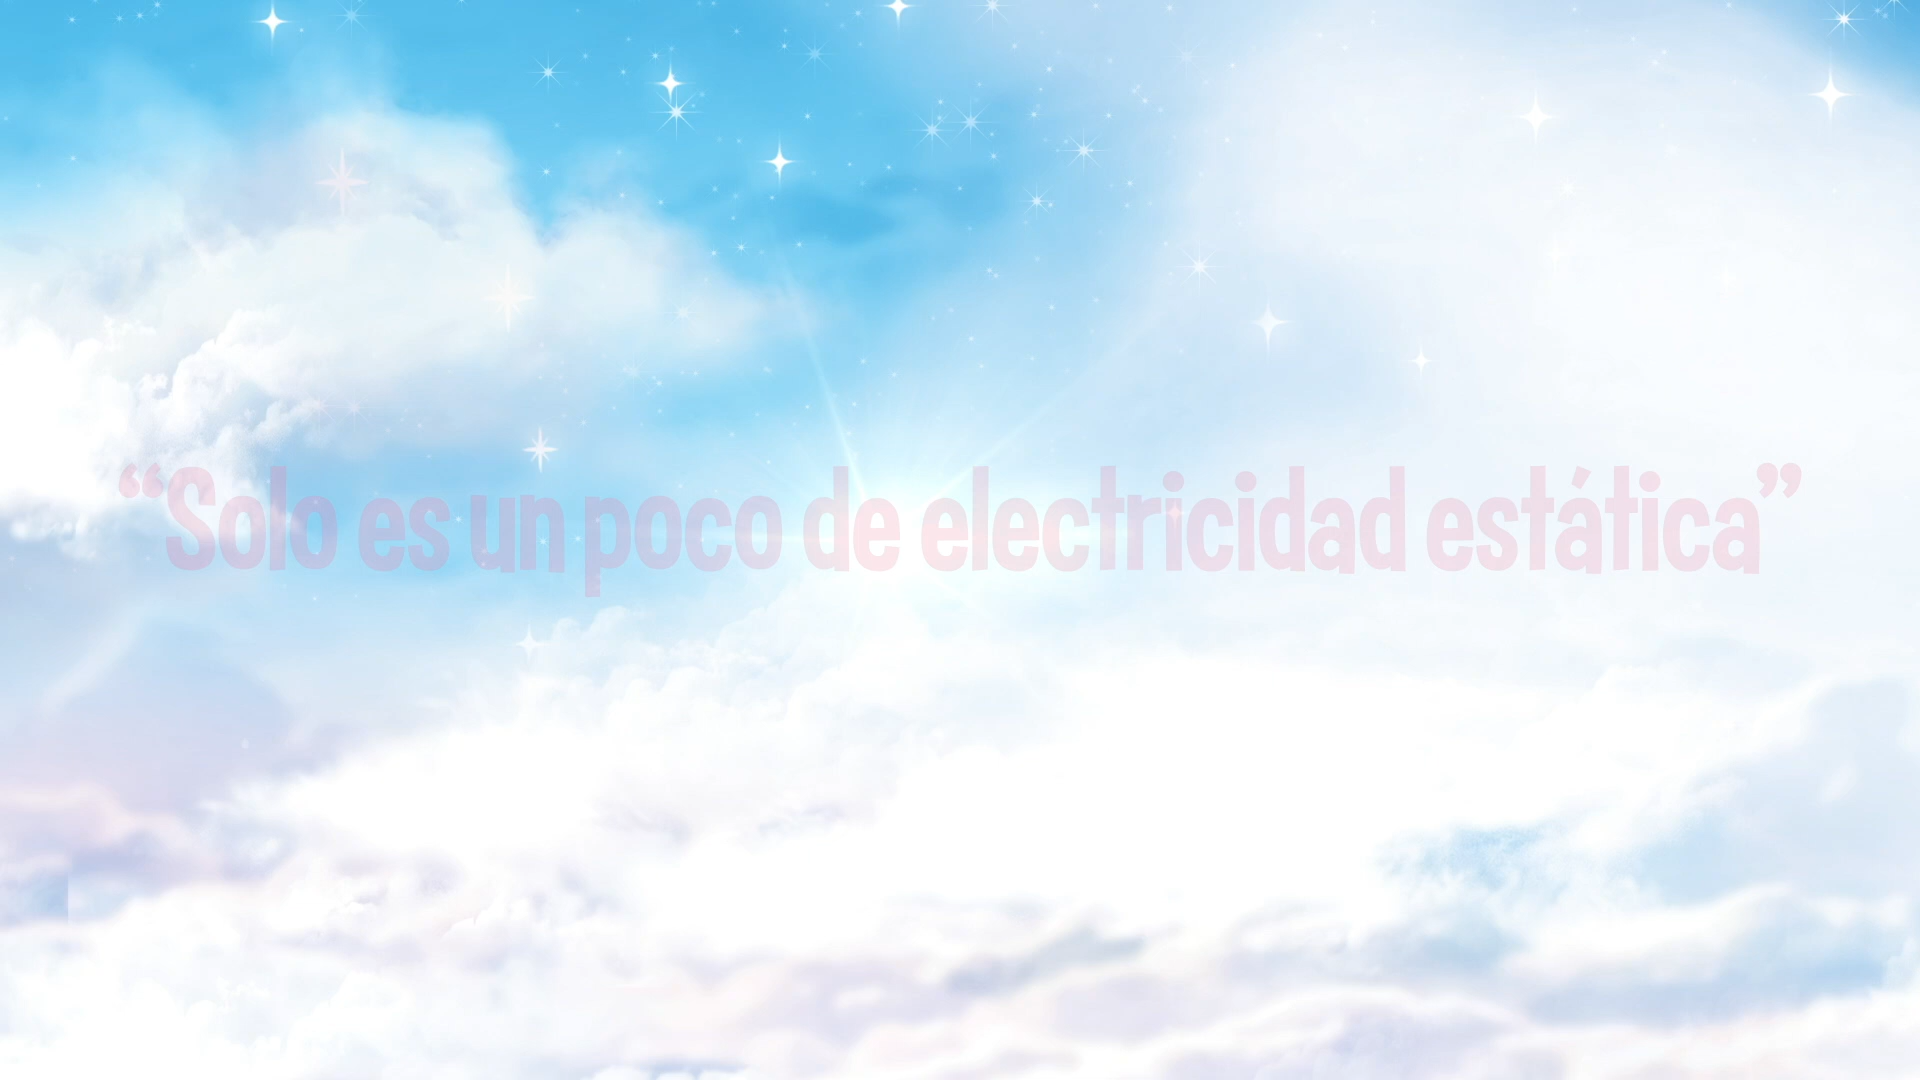 “Solo es un poco de electricidad estática”